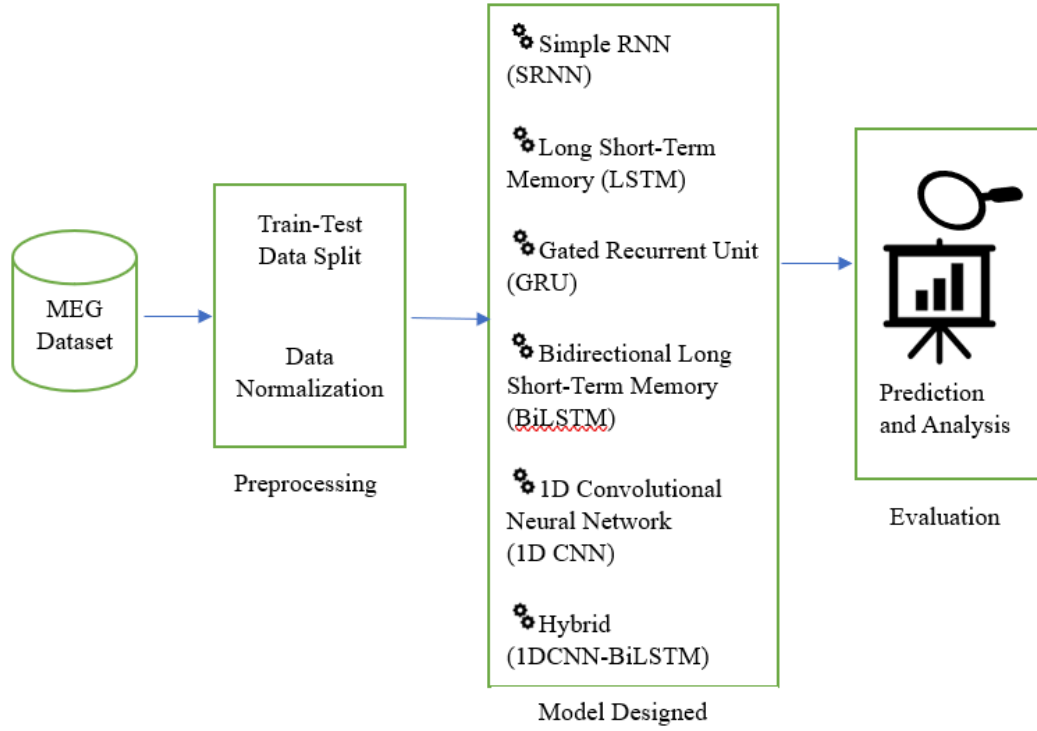 MEG
Dataset
Train-Test
Data Split
Data
Normalization
Preprocessing
Simple RNN
(SRNN)
Long Short-Term
Memory (LSTM)
Gated Recurrent Unit
(GRU)
Bidirectional Long
Short-Term Memory
(BiLSTM)
1D Convolutional
Neural Network
(1D CNN)
Hybrid
(1DCNN-BiLSTM)
Model Designed
Prediction
and Analysis
Evaluation